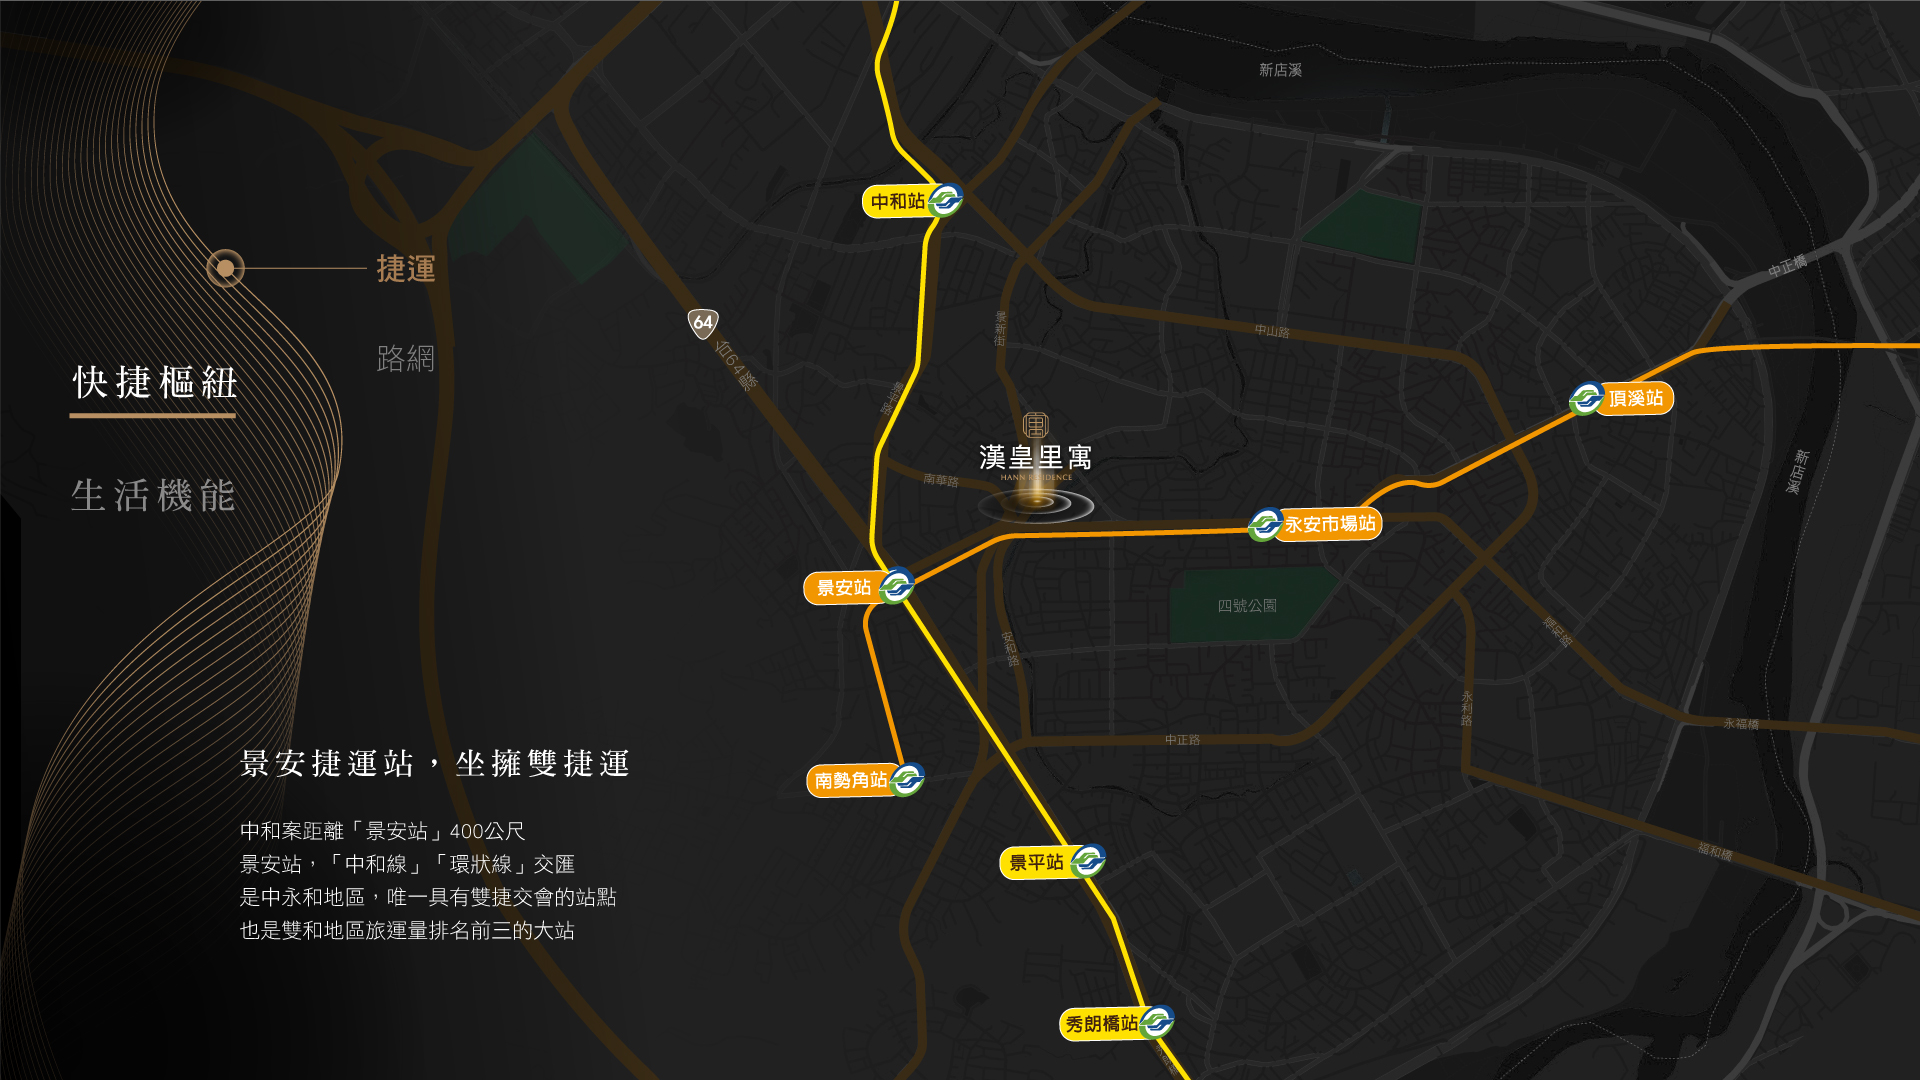 捷運
路網
快捷樞紐
生活機能
景安捷運站，坐擁雙捷運
中和案距離「景安站」400公尺
景安站，「中和線」「環狀線」交匯
是中永和地區，唯一具有雙捷交會的站點
也是雙和地區旅運量排名前三的大站
新店溪
中和站
中正橋
64
台64縣
景新街
中山路
景平路
頂溪站
漢皇里寓
HANN RESIDENCE
南華路
新店溪
永安市場站
景安站
四號公園
安和路
永利路
永福橋
中正路
南勢角站
景平站
福和橋
秀朗橋站